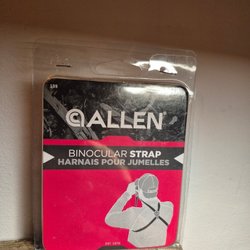 ALLEN
BINOCULAR STRAP
HARNAIS POUR JUMELLES